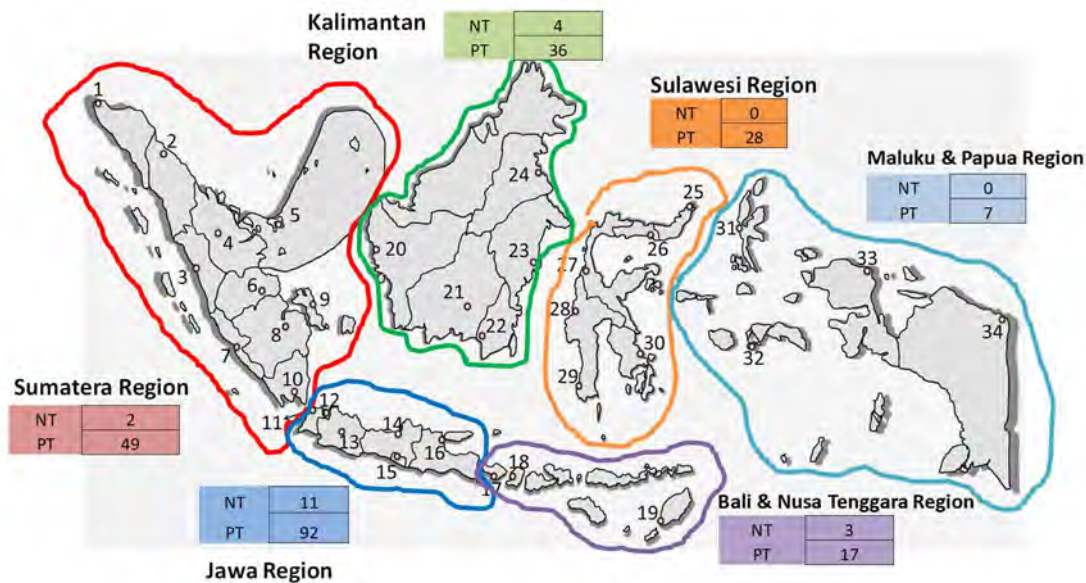 Kalimantan
Region
NT 4
PT 36
Sulawesi Region
NT 0
PT 28
Maluku & Papua Region
NT 0
PT 7
1
2
3
4
5
6
7
8
9
10
11
12
13
14
15
16
17
18
19
20
21
22
23
24
25
26
27
28
29
30
31
32
33
34
Sumatera Region
NT 2
PT 49
NT 11
PT 92
Jawa Region
Bali & Nusa Tenggara Region
NT 3
PT 17